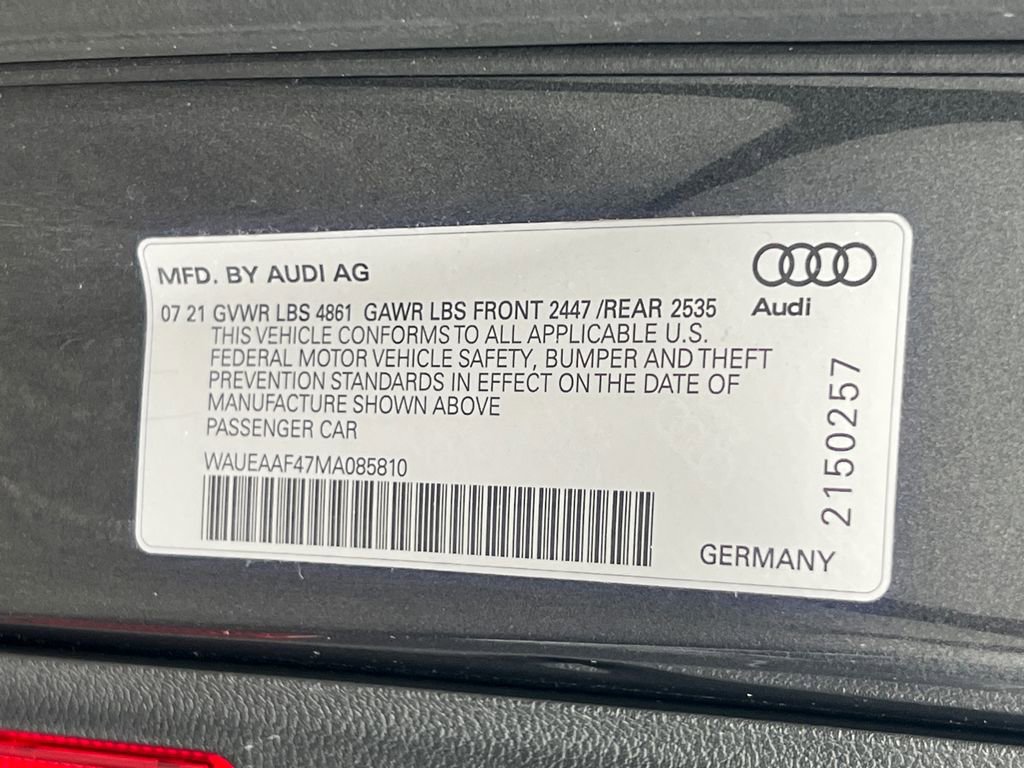 MFD. BY AUDI AG
Audi
07 21 GVWR LBS 4861 GAWR LBS FRONT 2447 /REAR 2535
THIS VEHICLE CONFORMS TO ALL APPLICABLE U.S.
FEDERAL MOTOR VEHICLE SAFETY, BUMPER AND THEFT
PREVENTION STANDARDS IN EFFECT ON THE DATE OF
MANUFACTURE SHOWN ABOVE
PASSENGER CAR
WAUEAAF47MA085810
2150257
GERMANY